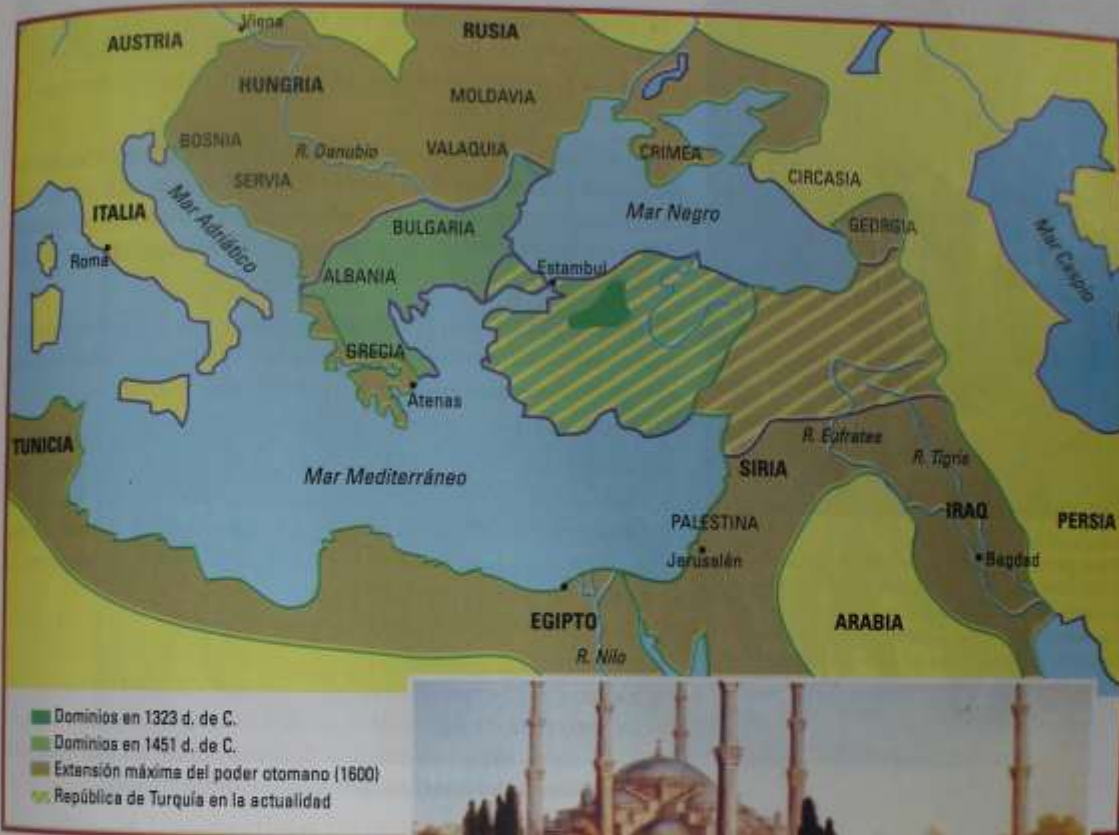 Viena
AUSTRIA
RUSIA
HUNGRIA
MOLDAVIA
BOSNIA
R. Danubio
VALAQUIA
CRIMEA
SERVIA
CIRCASIA
ITALIA
Mar Adriático
Mar Negro
BULGARIA
GEORGIA
Mar Caspio
Roma
Estambul
ALBANIA
GRECIA
Atenas
TUNICIA
R. Eufrates
R. Tigris
SIRIA
Mar Mediterráneo
IRAQ
PALESTINA
PERSIA
Jerusalén
Bagdad
EGIPTO
ARABIA
R. Nilo
Dominios en 1323 d. de C.
Dominios en 1451 d. de C.
Extensión máxima del poder otomano (1600)
República de Turquía en la actualidad